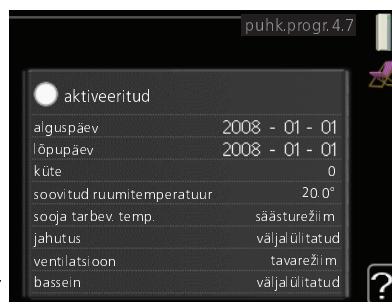 puhk.progr. 4.7
aktiveeritud
alguspäev 2008 - 01 - 01
lõpupäev 2008 - 01 - 01
küte 0
soovitud ruumitemperatuur 20.0°
sooja tarbev. temp. säästurežiim
jahutus väljalülitatud
ventilatsioon tavarežiim
bassein väljalülitatud
?